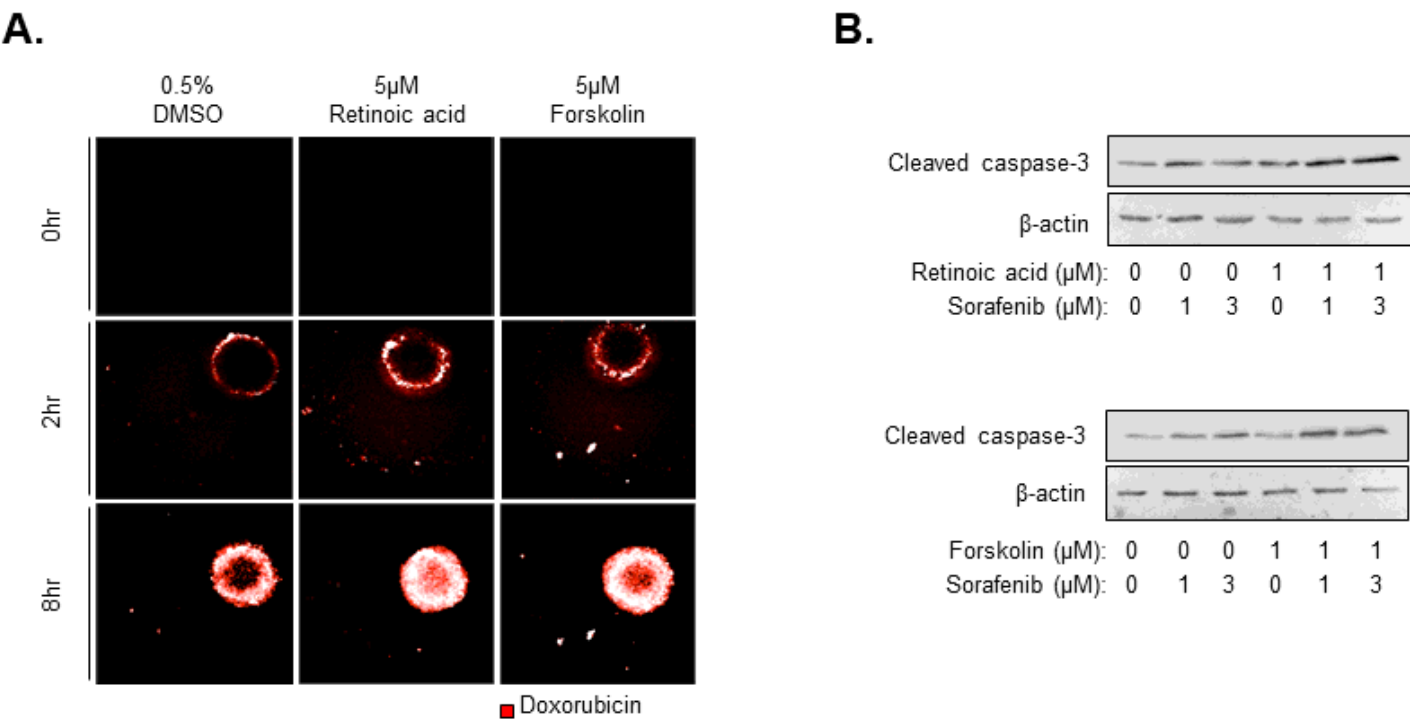 A.
0.5%
DMSO
5µM
Retinoic acid
5µM
Forskolin
0hr
2hr
8hr
Doxorubicin
B.
Cleaved caspase-3
β-actin
Retinoic acid (µM): 0 0 0 1 1 1
Sorafenib (µM): 0 1 3 0 1 3
Cleaved caspase-3
β-actin
Forskolin (µM): 0 0 0 1 1 1
Sorafenib (µM): 0 1 3 0 1 3